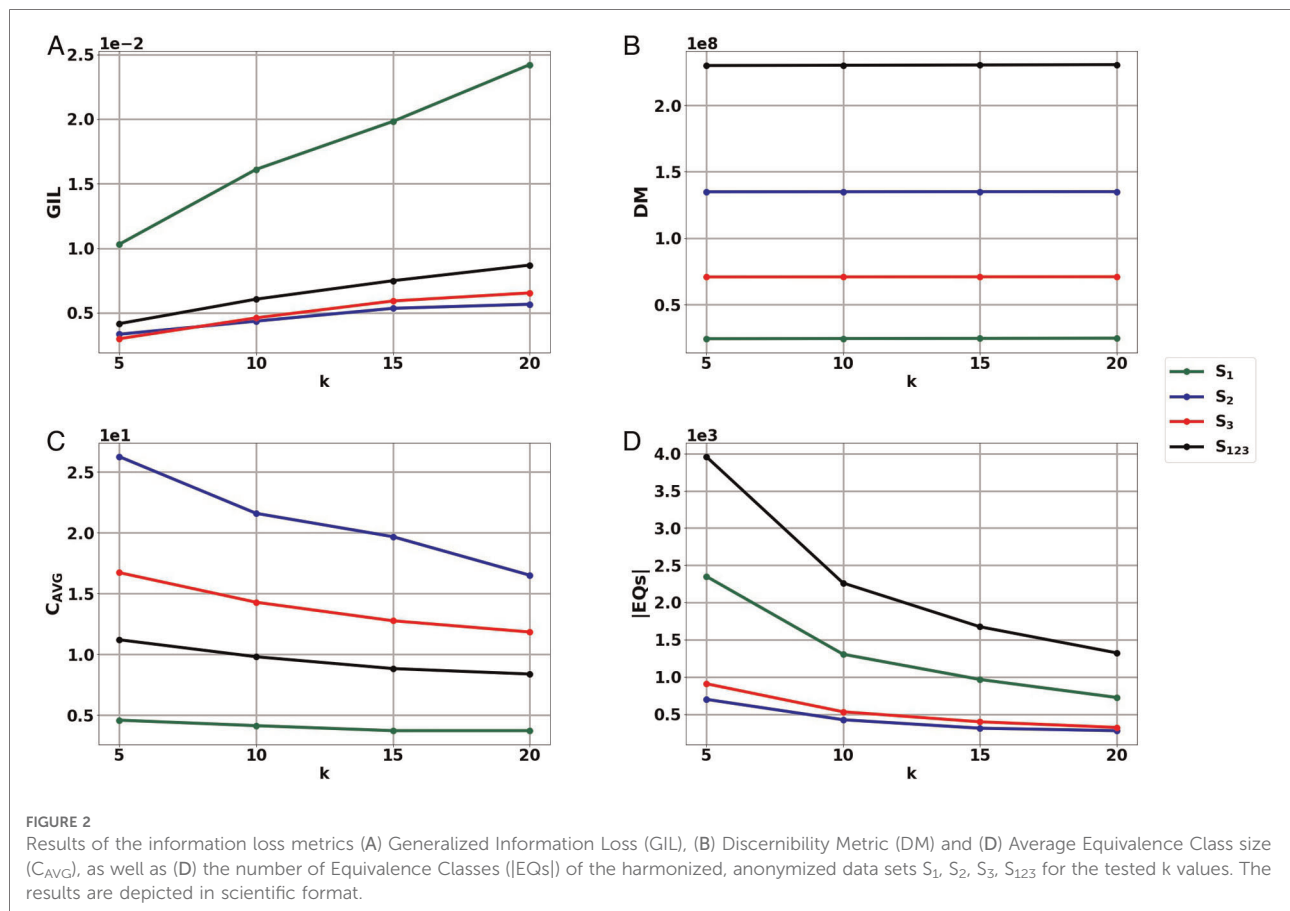 A
1e−2
2.5
2.0
1.5
1.0
0.5
GIL
5 10 15 20
k
B
1e8
2.0
1.5
1.0
0.5
DM
5 10 15 20
k
S1
S2
S3
S123
C
1e1
2.5
2.0
1.5
1.0
0.5
CAVG
5 10 15 20
k
D
1e3
4.0
3.5
3.0
2.5
2.0
1.5
1.0
0.5
|EQs|
5 10 15 20
k
FIGURE 2
Results of the information loss metrics (A) Generalized Information Loss (GIL), (B) Discernibility Metric (DM) and (D) Average Equivalence Class size
(CAVG), as well as (D) the number of Equivalence Classes (|EQs|) of the harmonized, anonymized data sets S1, S2, S3, S123 for the tested k values. The
results are depicted in scientific format.